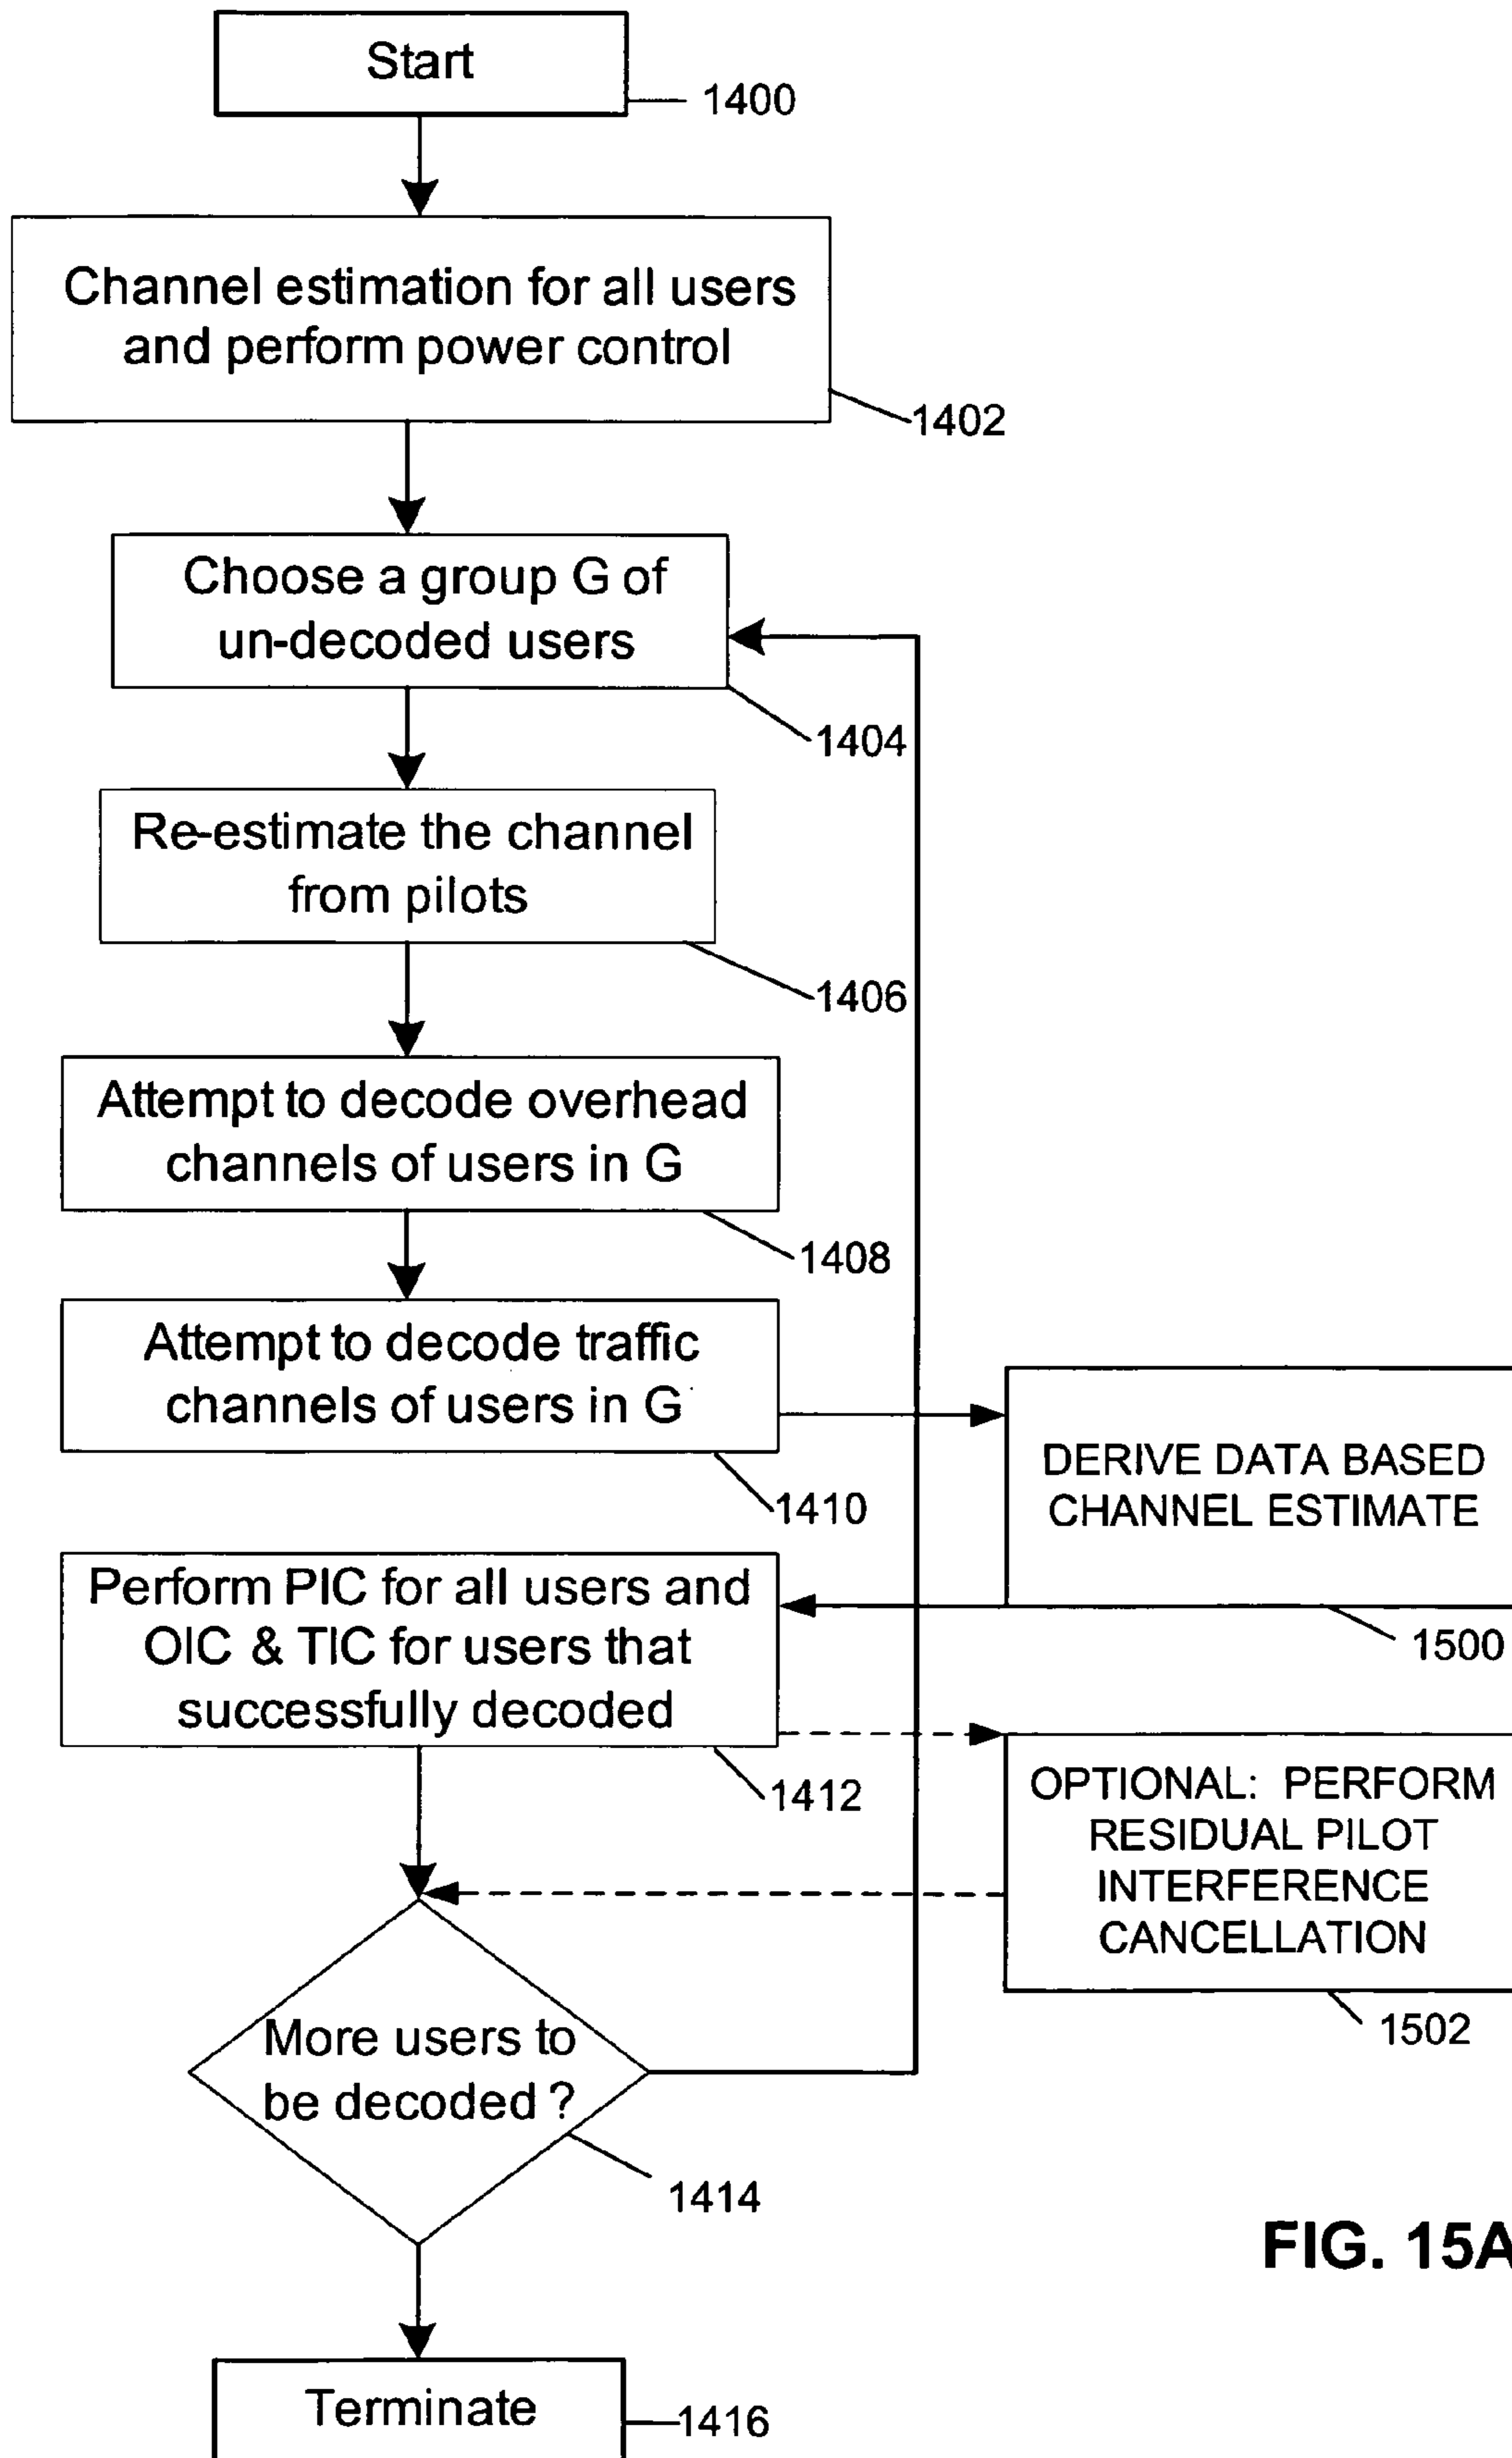 Start
1400
Channel estimation for all users
and perform power control
1402
Choose a group G of
un-decoded users
1404
Re-estimate the channel
from pilots
1406
Attempt to decode overhead
channels of users in G
1408
Attempt to decode traffic
channels of users in G
1410
DERIVE DATA BASED
CHANNEL ESTIMATE
1500
Perform PIC for all users and
OIC & TIC for users that
successfully decoded
1412
OPTIONAL: PERFORM
RESIDUAL PILOT
INTERFERENCE
CANCELLATION
1502
More users to
be decoded ?
1414
FIG. 15A
Terminate
1416